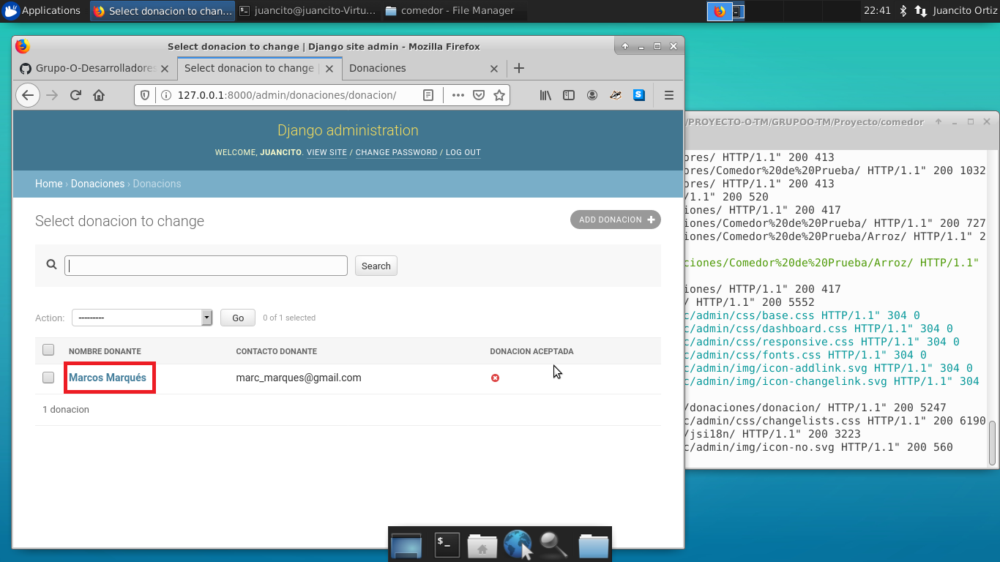 Applications
Select donacion to chan...
juancito@juancito-Virtu...
comedor - File Manager
22:41
Juancito Ortiz
Select donacion to change | Django site admin - Mozilla Firefox
Grupo-O-Desarrolladores
Select donacion to change |
Donaciones
127.0.0.1:8000/admin/donaciones/donacion/
Django administration
WELCOME, JUANCITO. VIEW SITE / CHANGE PASSWORD / LOG OUT
Home › Donaciones › Donacions
Select donacion to change
ADD DONACION
Search
Action:
---------
Go
0 of 1 selected
NOMBRE DONANTE CONTACTO DONANTE DONACION ACEPTADA
Marcos Marqués marc_marques@gmail.com
1 donacion
/PROYECTO-O-TM/GRUPOO-TM/Proyecto/comedor
ores/ HTTP/1.1" 200 413
ores/Comedor%20de%20Prueba/ HTTP/1.1" 200 1032
ores/ HTTP/1.1" 200 413
/1.1" 200 520
iones/ HTTP/1.1" 200 417
iones/Comedor%20de%20Prueba/ HTTP/1.1" 200 727
iones/Comedor%20de%20Prueba/Arroz/ HTTP/1.1" 2
ciones/Comedor%20de%20Prueba/Arroz/ HTTP/1.1"
iones/ HTTP/1.1" 200 417
/ HTTP/1.1" 200 5552
c/admin/css/base.css HTTP/1.1" 304 0
c/admin/css/dashboard.css HTTP/1.1" 304 0
c/admin/css/responsive.css HTTP/1.1" 304 0
c/admin/css/fonts.css HTTP/1.1" 304 0
c/admin/img/icon-addlink.svg HTTP/1.1" 304 0
c/admin/img/icon-changelink.svg HTTP/1.1" 304
/donaciones/donacion/ HTTP/1.1" 200 5247
c/admin/css/changelists.css HTTP/1.1" 200 6190
/jsi18n/ HTTP/1.1" 200 3223
c/admin/img/icon-no.svg HTTP/1.1" 200 560